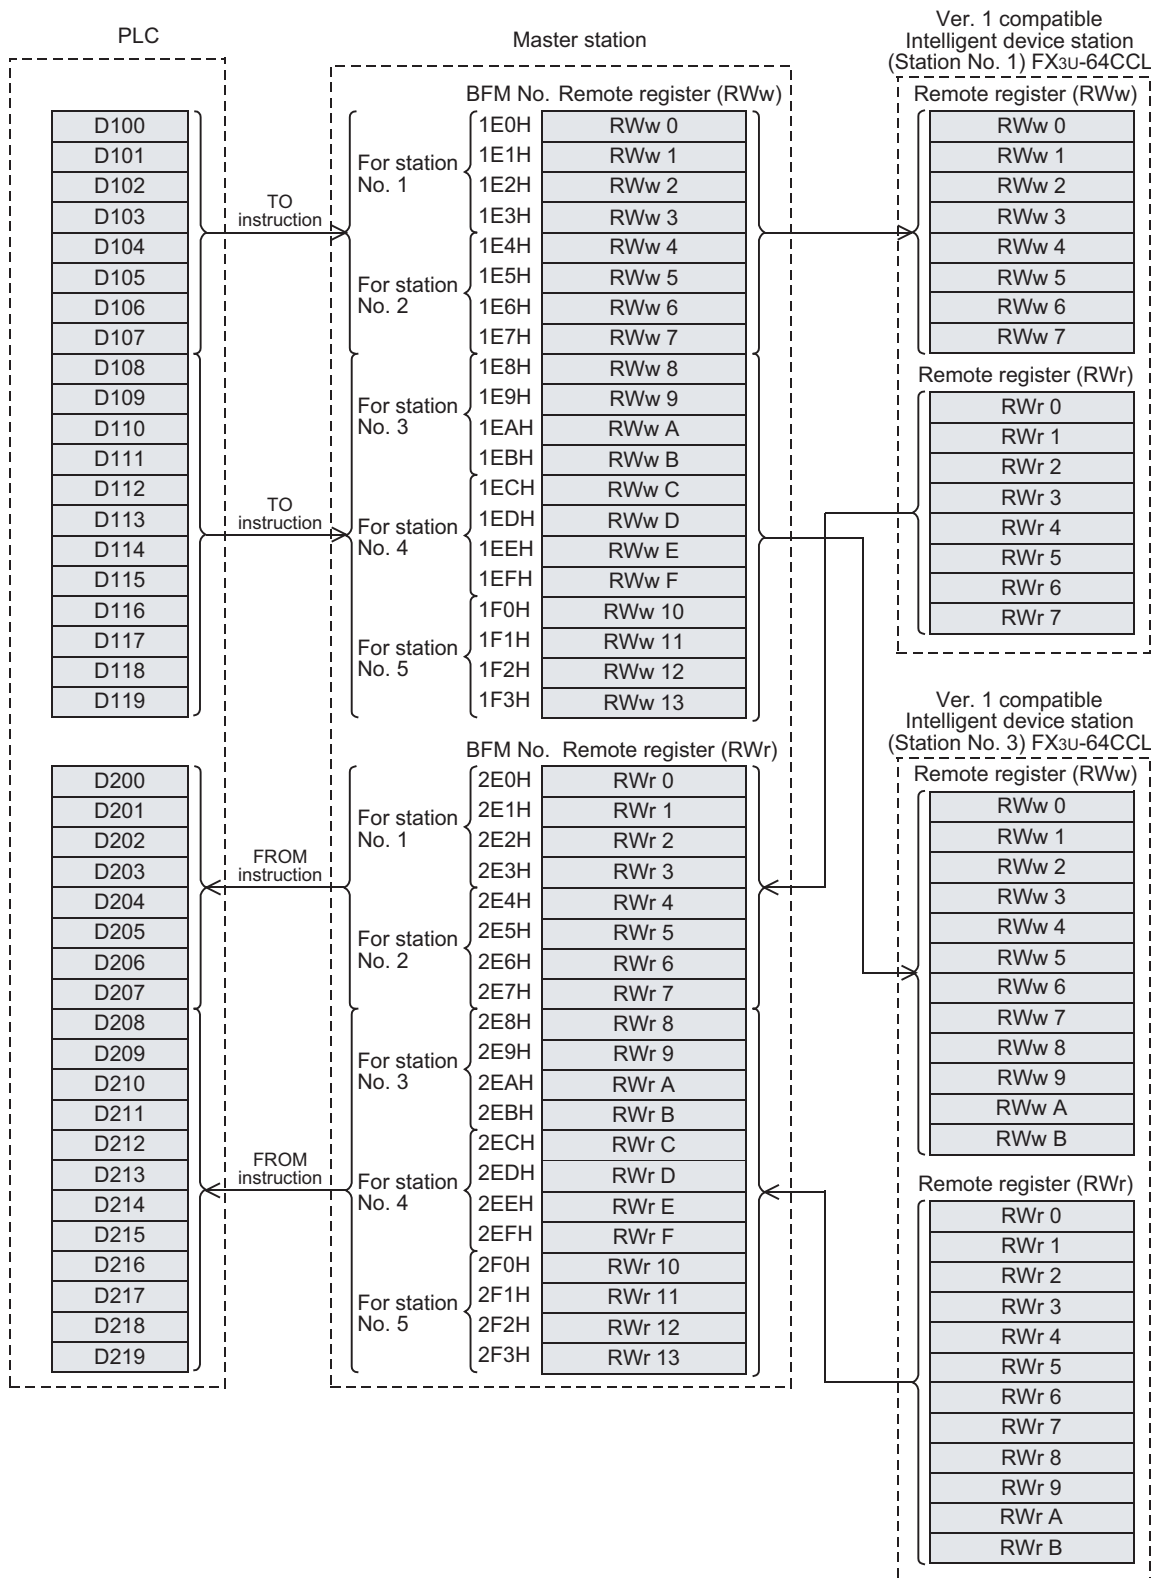 PLC
D100
D101
D102
D103
D104
D105
D106
D107
D108
D109
D110
D111
D112
D113
D114
D115
D116
D117
D118
D119
D200
D201
D202
D203
D204
D205
D206
D207
D208
D209
D210
D211
D212
D213
D214
D215
D216
D217
D218
D219
TO
instruction
TO
instruction
FROM
instruction
FROM
instruction
Master station
BFM No. Remote register (RWw)
For station
No. 1
1E0H RWw 0
1E1H RWw 1
1E2H RWw 2
1E3H RWw 3
For station
No. 2
1E4H RWw 4
1E5H RWw 5
1E6H RWw 6
1E7H RWw 7
For station
No. 3
1E8H RWw 8
1E9H RWw 9
1EAH RWw A
1EBH RWw B
For station
No. 4
1ECH RWw C
1EDH RWw D
1EEH RWw E
1EFH RWw F
For station
No. 5
1F0H RWw 10
1F1H RWw 11
1F2H RWw 12
1F3H RWw 13
BFM No. Remote register (RWr)
For station
No. 1
2E0H RWr 0
2E1H RWr 1
2E2H RWr 2
2E3H RWr 3
For station
No. 2
2E4H RWr 4
2E5H RWr 5
2E6H RWr 6
2E7H RWr 7
For station
No. 3
2E8H RWr 8
2E9H RWr 9
2EAH RWr A
2EBH RWr B
For station
No. 4
2ECH RWr C
2EDH RWr D
2EEH RWr E
2EFH RWr F
For station
No. 5
2F0H RWr 10
2F1H RWr 11
2F2H RWr 12
2F3H RWr 13
Ver. 1 compatible
Intelligent device station
(Station No. 1) FX3U-64CCL
Remote register (RWw)
RWw 0
RWw 1
RWw 2
RWw 3
RWw 4
RWw 5
RWw 6
RWw 7
Remote register (RWr)
RWr 0
RWr 1
RWr 2
RWr 3
RWr 4
RWr 5
RWr 6
RWr 7
Ver. 1 compatible
Intelligent device station
(Station No. 3) FX3U-64CCL
Remote register (RWw)
RWw 0
RWw 1
RWw 2
RWw 3
RWw 4
RWw 5
RWw 6
RWw 7
RWw 8
RWw 9
RWw A
RWw B
Remote register (RWr)
RWr 0
RWr 1
RWr 2
RWr 3
RWr 4
RWr 5
RWr 6
RWr 7
RWr 8
RWr 9
RWr A
RWr B